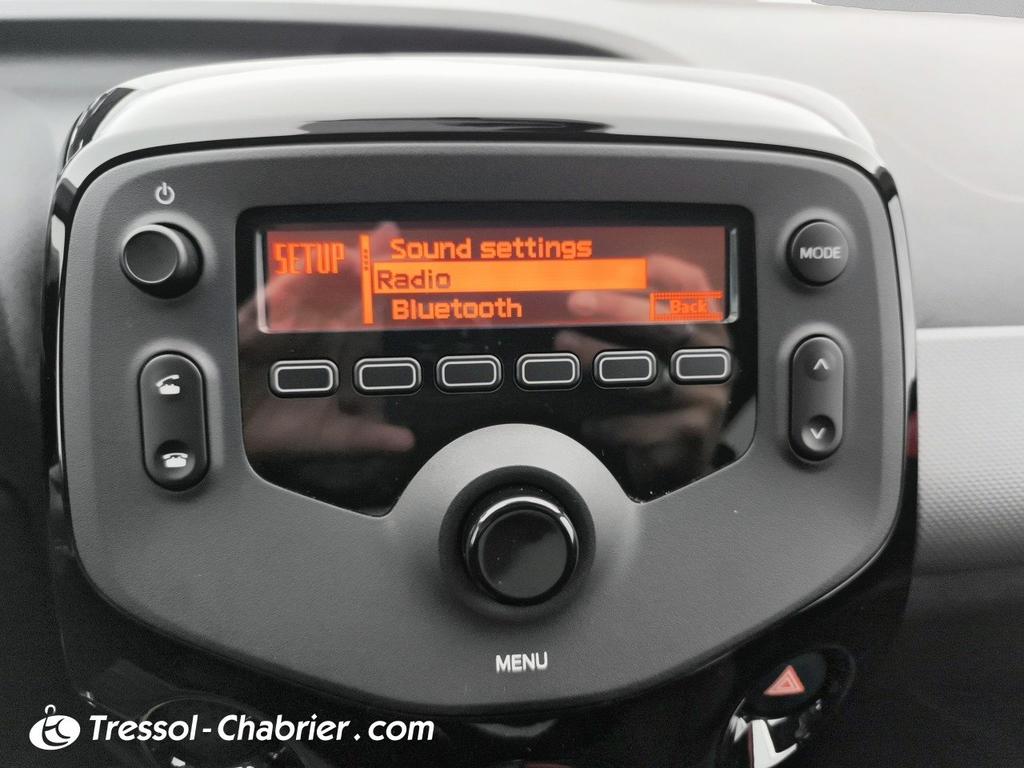 SETUP
Sound settings
Radio
Bluetooth
Back
MODE
MENU
Tressol-Chabrier.com